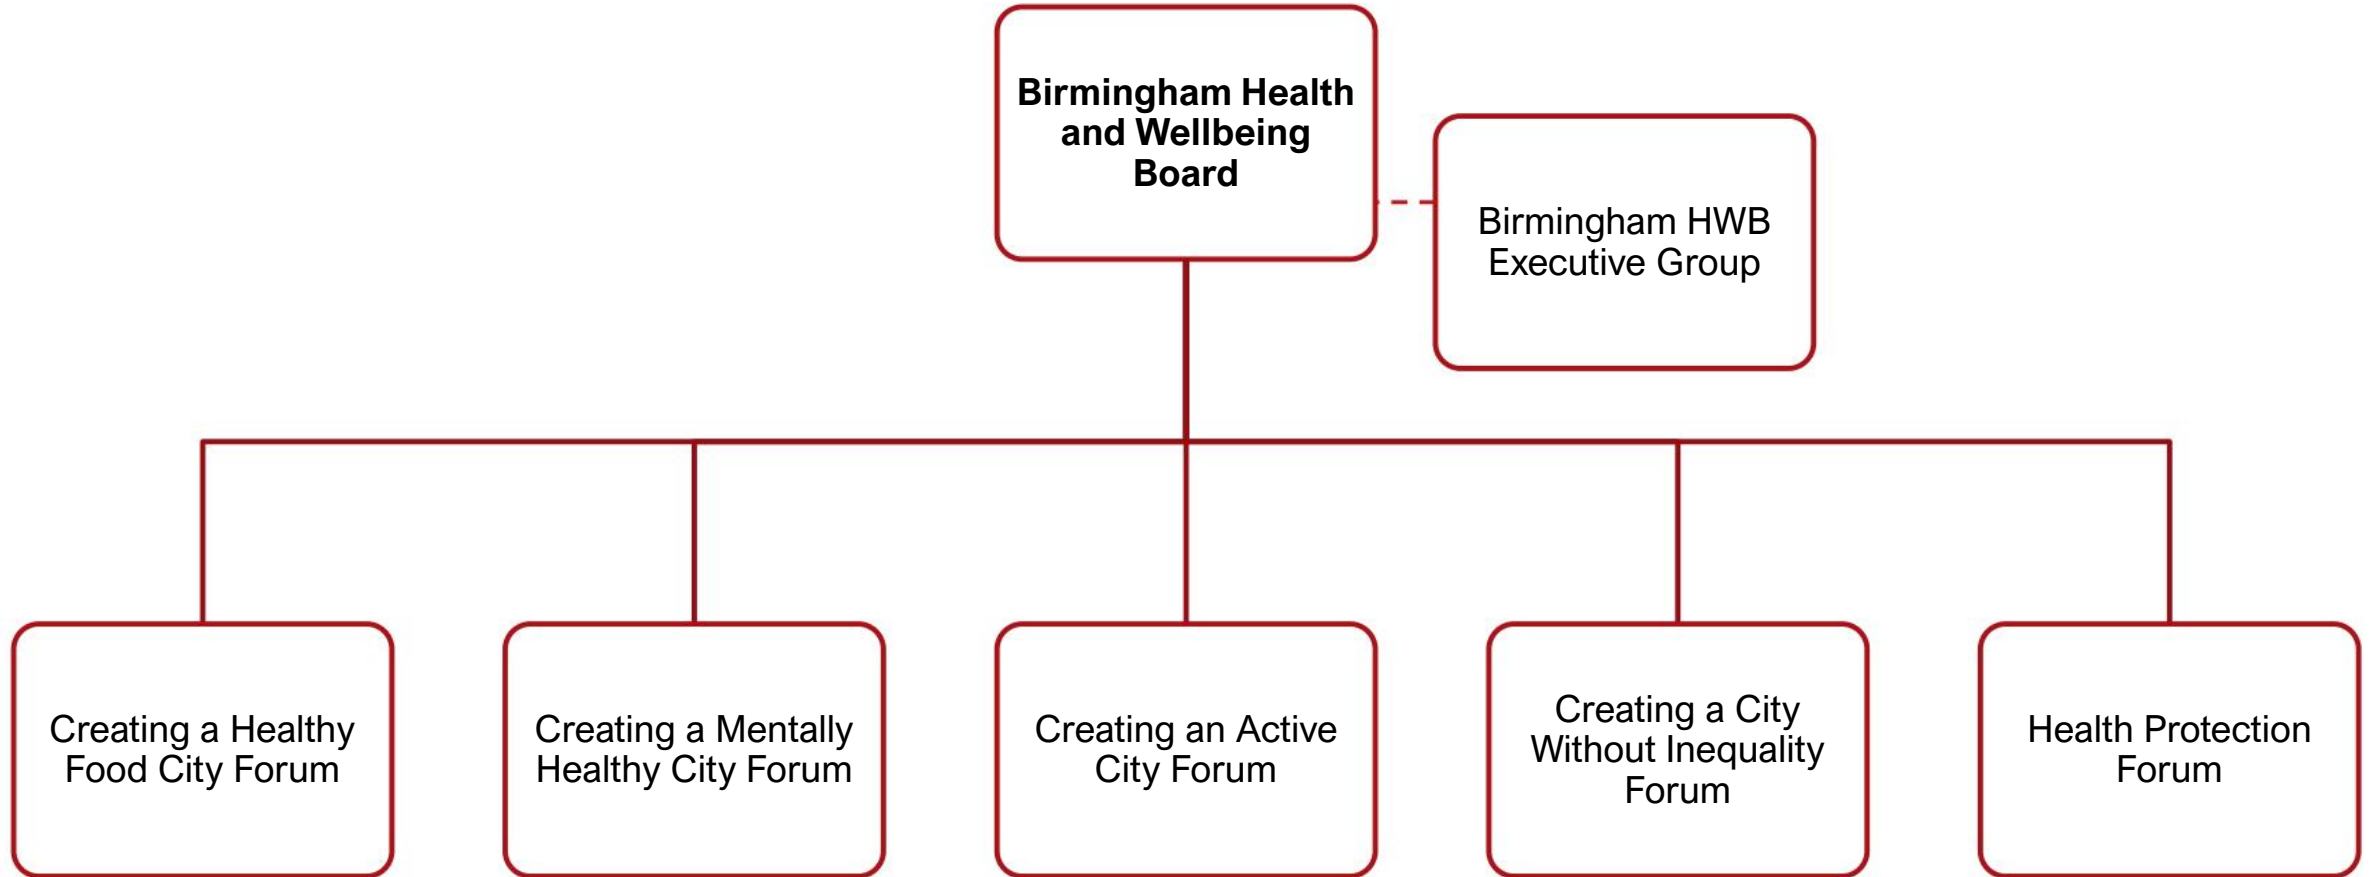 Birmingham Health
and Wellbeing
Board
Birmingham HWB
Executive Group
Creating a Healthy
Food City Forum
Creating a Mentally
Healthy City Forum
Creating an Active
City Forum
Creating a City
Without Inequality
Forum
Health Protection
Forum